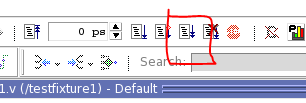 0 ps
Search:
1.v (/testfixture1) - Default